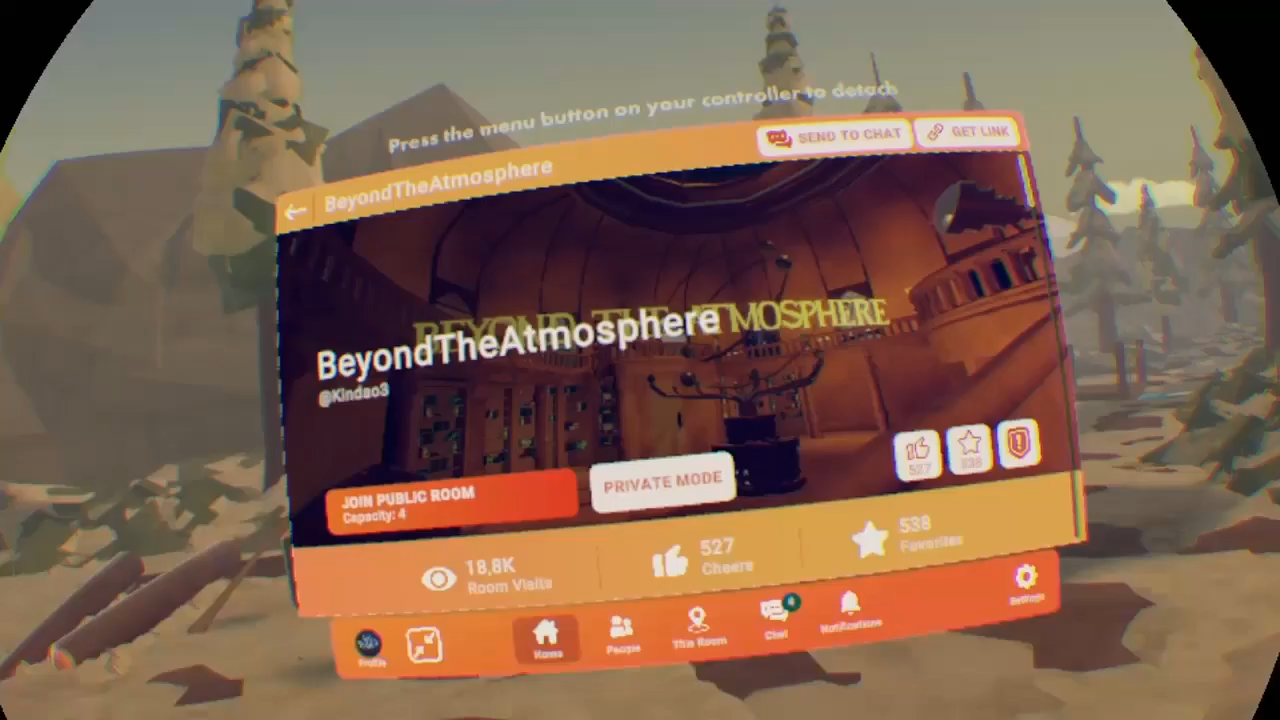 Press the menu button on your controller to detach
BeyondTheAtmosphere
SEND TO CHAT
GET LINK
BEYOND THE ATMOSPHERE
BeyondTheAtmosphere
@Kindao3
527
538
JOIN PUBLIC ROOM
Capacity: 4
PRIVATE MODE
18,8K
Room Visits
527
Cheers
538
Favorites
Profile
Home
People
This Room
4
Chat
Notifications
Settings